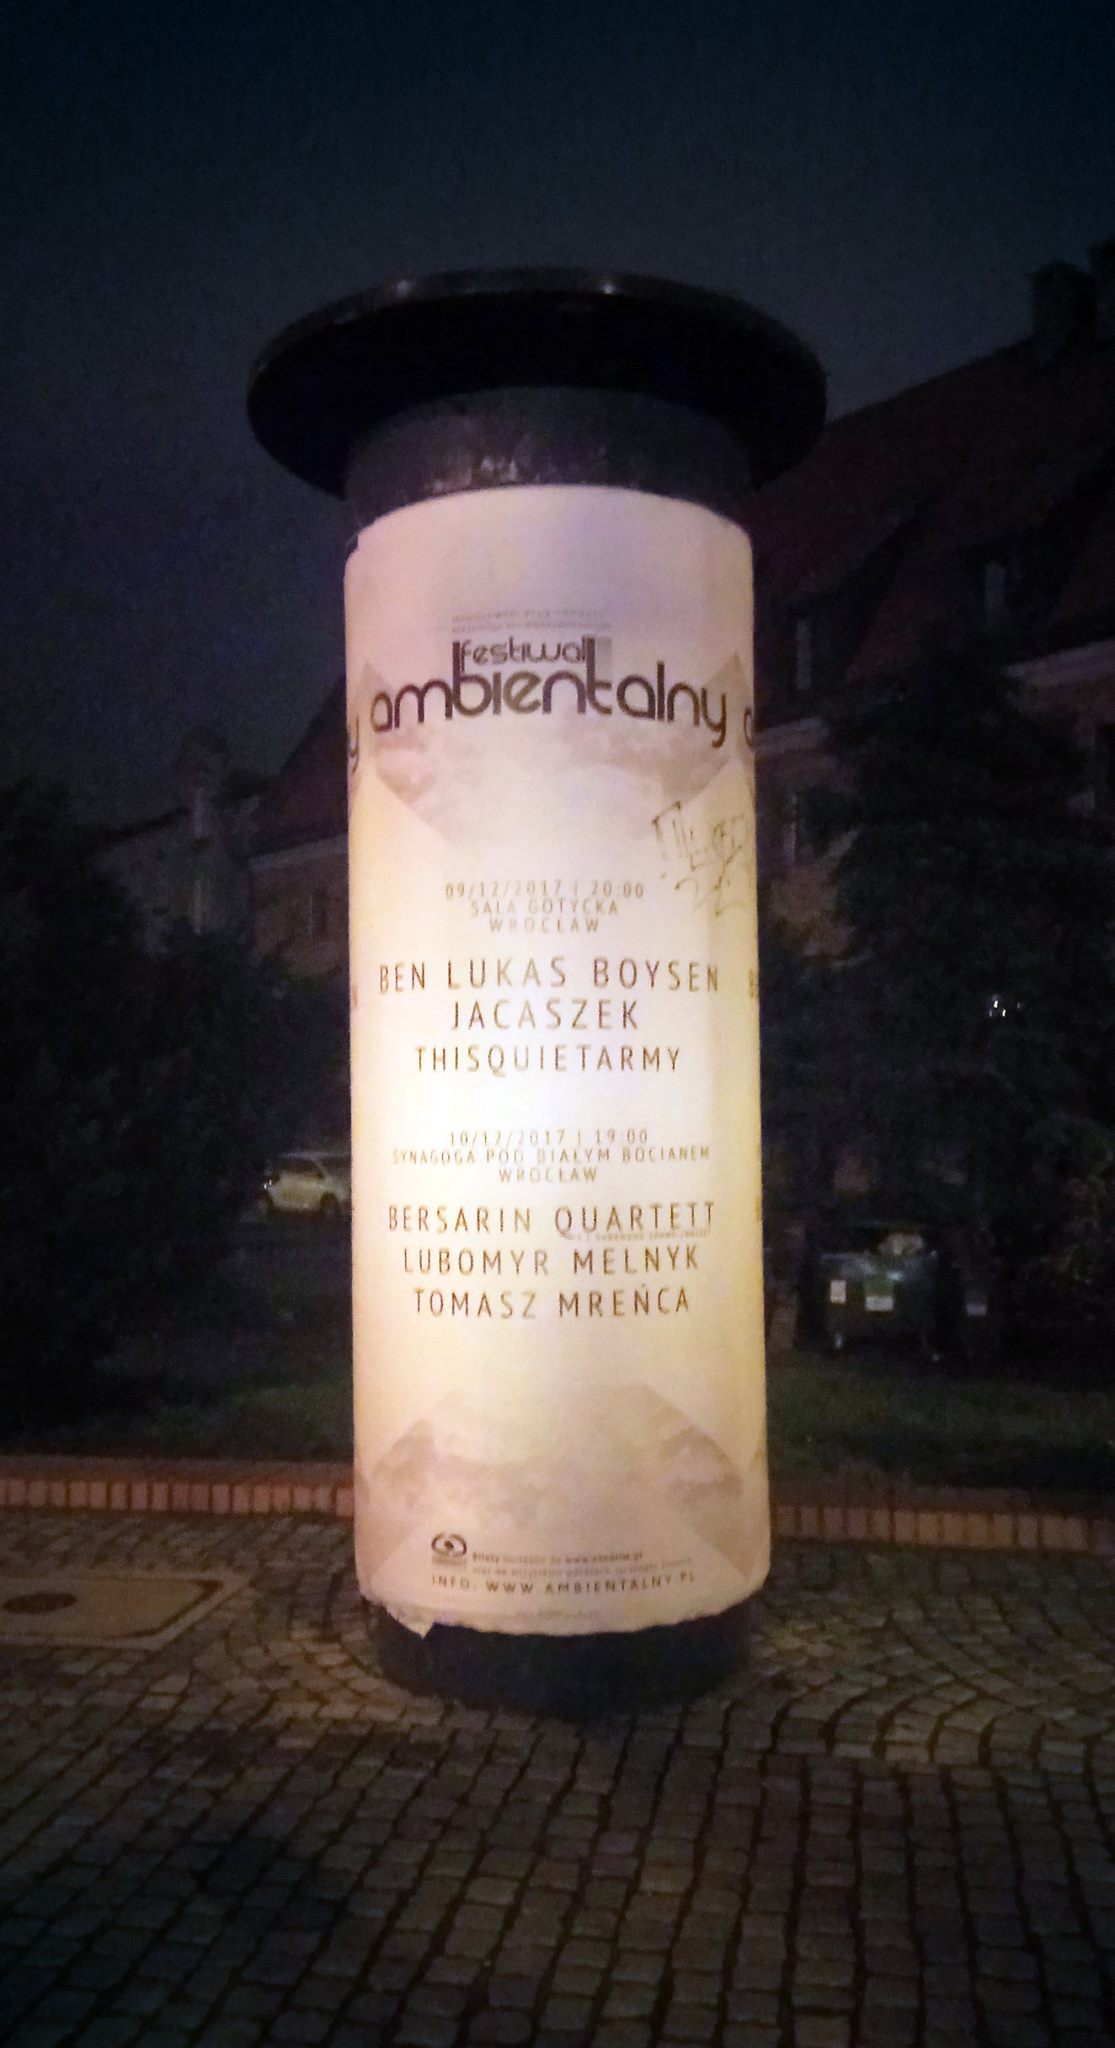 festiwal
ambientalny
09/12/2017 | 20:00
SALA GOTYCKA
WROCŁAW
BEN LUKAS BOYSEN
JACASZEK
THISQUIETARMY
10/12/2017 | 19:00
SYNAGOGA POD BIAŁYM BOCIANEM
WROCŁAW
BERSARIN QUARTETT
LUBOMYR MELNYK
TOMASZ MREŃCA
Bilety
INFO: WWW.AMBIENTALNY.PL